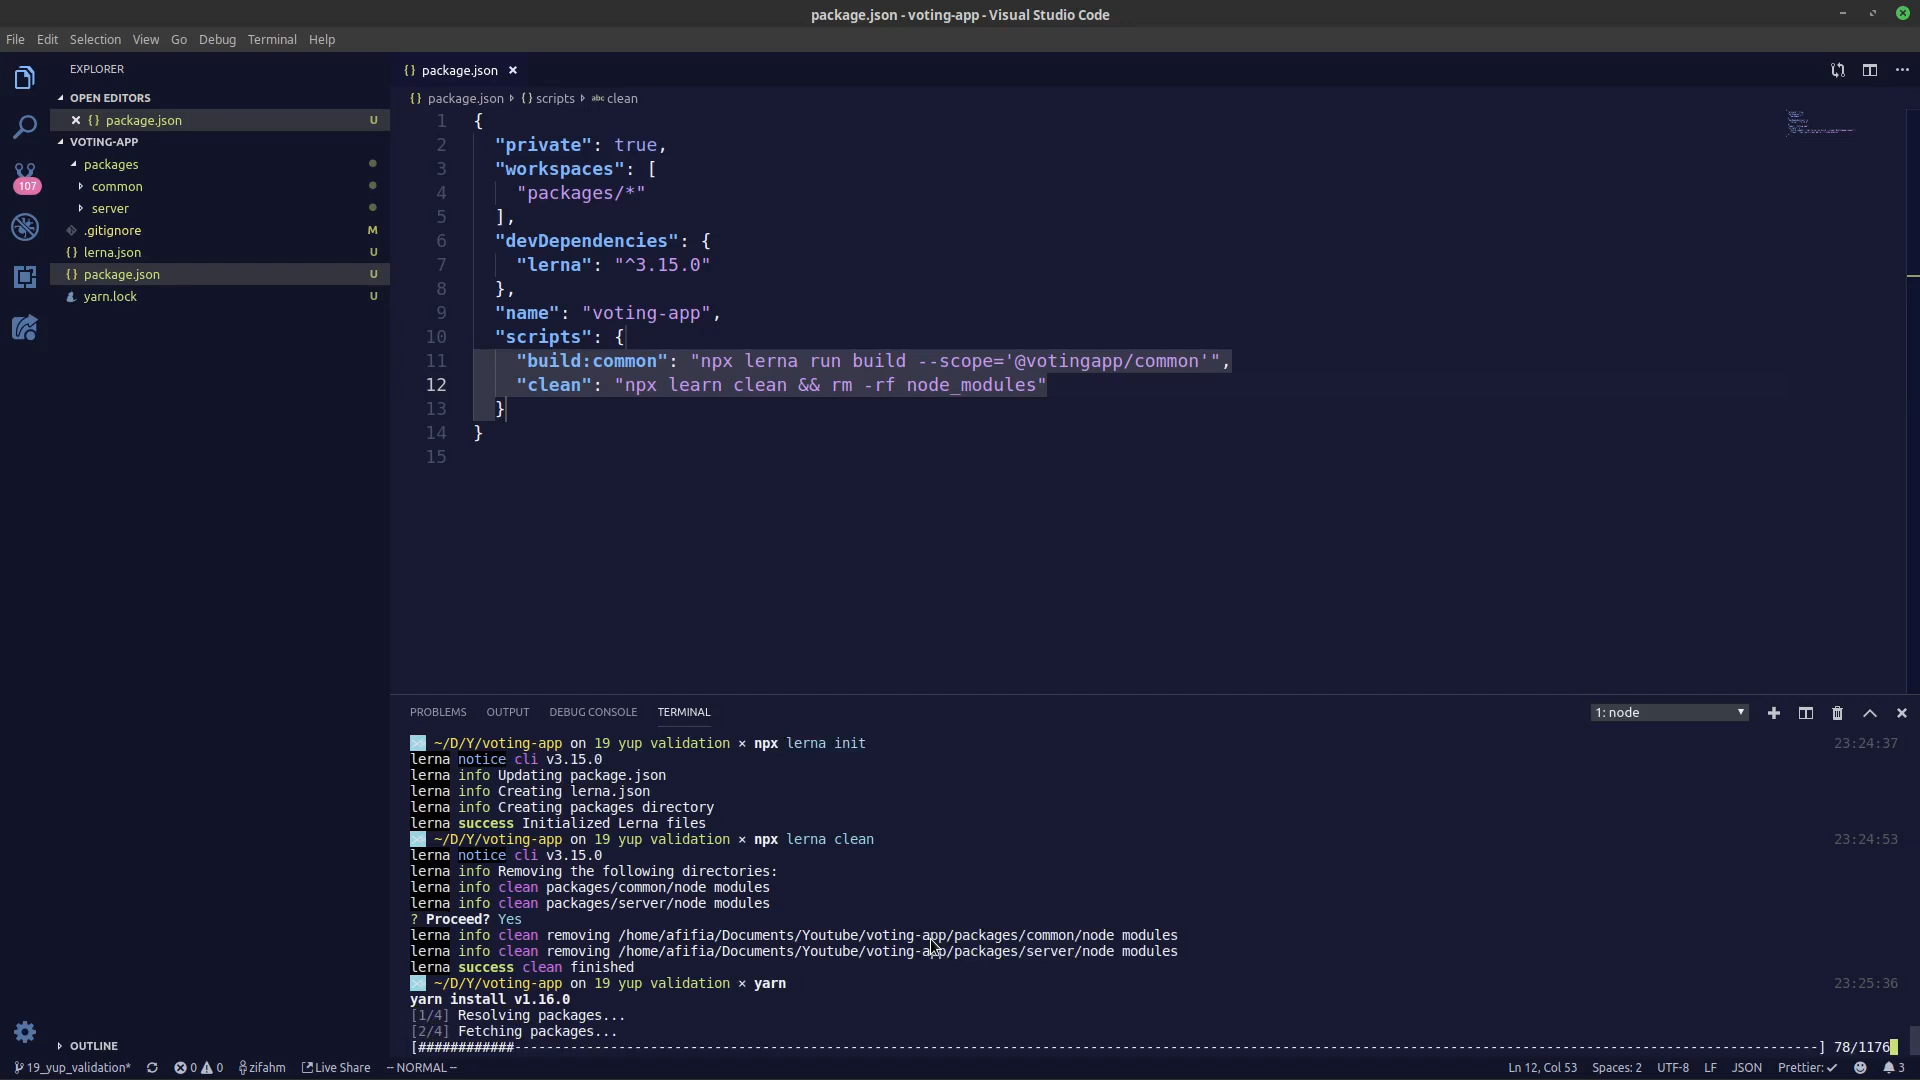 package.json - voting-app - Visual Studio Code
File Edit Selection View Go Debug Terminal Help
EXPLORER
OPEN EDITORS
{} package.json U
VOTING-APP
packages
common
server
.gitignore M
{} lerna.json U
{} package.json U
yarn.lock U
107
OUTLINE
{} package.json ×
{} package.json {} scripts abc clean
1 {
2 "private": true,
3 "workspaces": [
4 "packages/*"
5 ],
6 "devDependencies": {
7 "lerna": "^3.15.0"
8 },
9 "name": "voting-app",
10 "scripts": {
11 "build:common": "npx lerna run build --scope='@votingapp/common'",
12 "clean": "npx learn clean && rm -rf node_modules"
13 }
14 }
15
PROBLEMS OUTPUT DEBUG CONSOLE TERMINAL 1: node
~/D/Y/voting-app on 19 yup validation × npx lerna init 23:24:37
lerna notice cli v3.15.0
lerna info Updating package.json
lerna info Creating lerna.json
lerna info Creating packages directory
lerna success Initialized Lerna files
~/D/Y/voting-app on 19 yup validation × npx lerna clean 23:24:53
lerna notice cli v3.15.0
lerna info Removing the following directories:
lerna info clean packages/common/node modules
lerna info clean packages/server/node modules
? Proceed? Yes
lerna info clean removing /home/afifia/Documents/Youtube/voting-app/packages/common/node modules
lerna info clean removing /home/afifia/Documents/Youtube/voting-app/packages/server/node modules
lerna success clean finished
~/D/Y/voting-app on 19 yup validation × yarn 23:25:36
yarn install v1.16.0
[1/4] Resolving packages...
[2/4] Fetching packages...
[############----------------------------------------------------------------] 78/1176
19_yup_validation* 0 0 zifahm Live Share -- NORMAL -- Ln 12, Col 53 Spaces: 2 UTF-8 LF JSON Prettier: ✓ 3